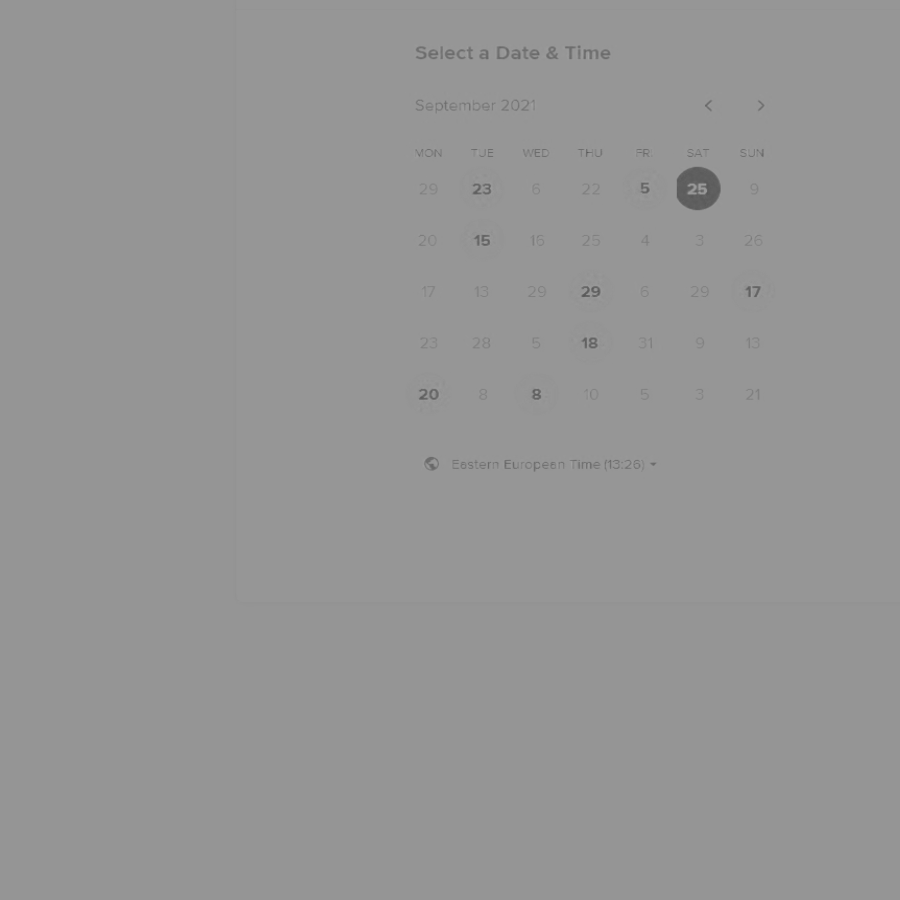 Select a Date & Time
September 2021
MON TUE WED THU FRI SAT SUN
29 23 6 22 5 25 9
20 15 16 25 4 3 26
17 13 29 29 6 29 17
23 28 5 18 31 9 13
20 8 8 10 5 3 21
Eastern European Time (13:26)